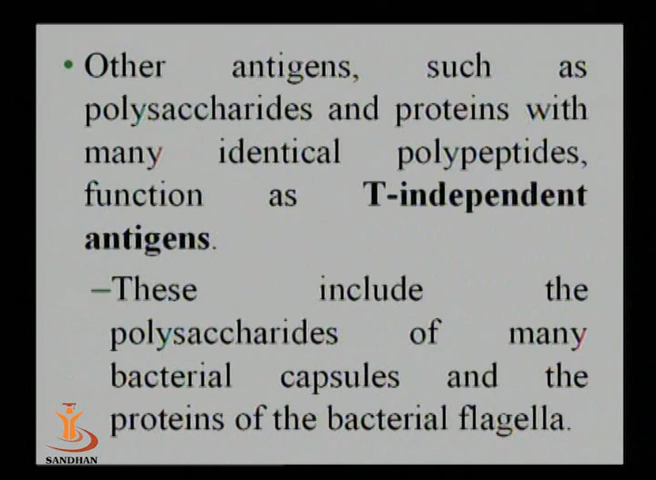 • Other antigens, such as
polysaccharides and proteins with
many identical polypeptides,
function as T-independent
antigens.
–These include the
polysaccharides of many
bacterial capsules and the
proteins of the bacterial flagella.
SANDHAN